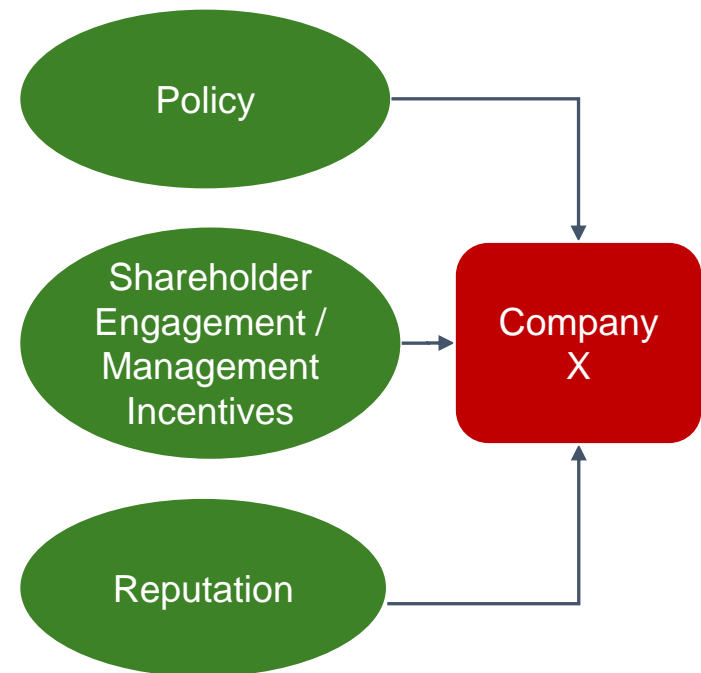 Policy
Shareholder
Engagement /
Management
Incentives
Company
X
Reputation